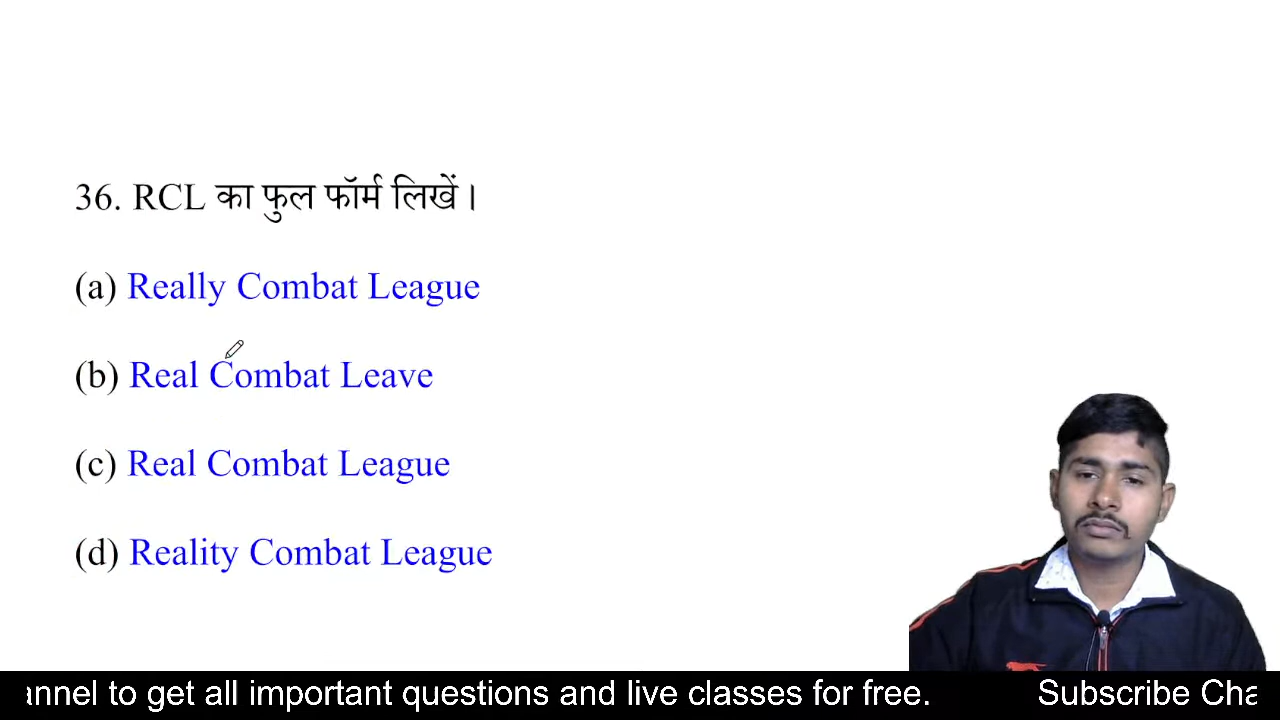 36. RCL का फुल फॉर्म लिखें।
(a) Really Combat League
(b) Real Combat Leave
(c) Real Combat League
(d) Reality Combat League
annel to get all important questions and live classes for free. Subscribe Cha